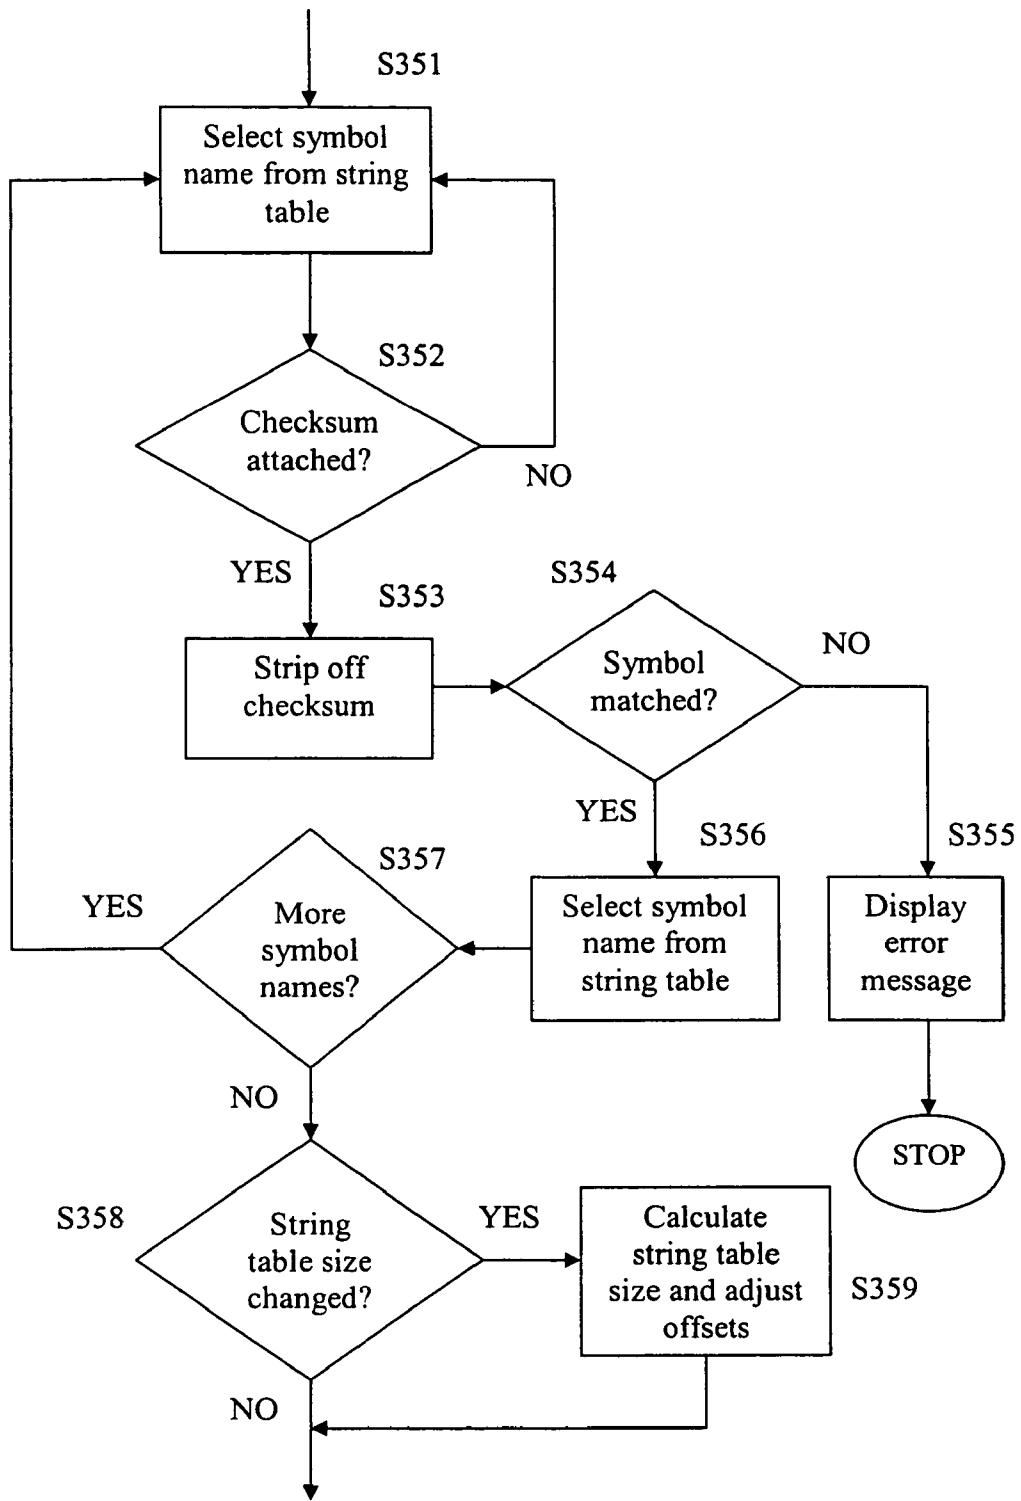 S351
Select symbol
name from string
table
S352
Checksum
attached?
NO
YES
S353
Strip off
checksum
S354
Symbol
matched?
NO
YES
S356
Select symbol
name from
string table
S355
Display
error
message
STOP
S357
More
symbol
names?
YES
NO
S358
String
table size
changed?
YES
Calculate
string table
size and adjust
offsets
S359
NO